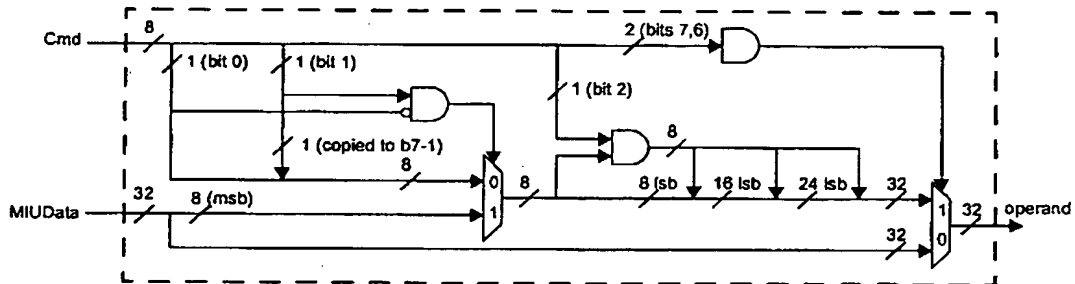 Cmd
8
2 (bits 7,6)
1 (bit 0)
1 (bit 1)
1 (bit 2)
1 (copied to b7-1)
8
8
0
1
8
8 lsb
16 lsb
24 lsb
32
MIUData
32
8 (msb)
1
0
32
operand
32